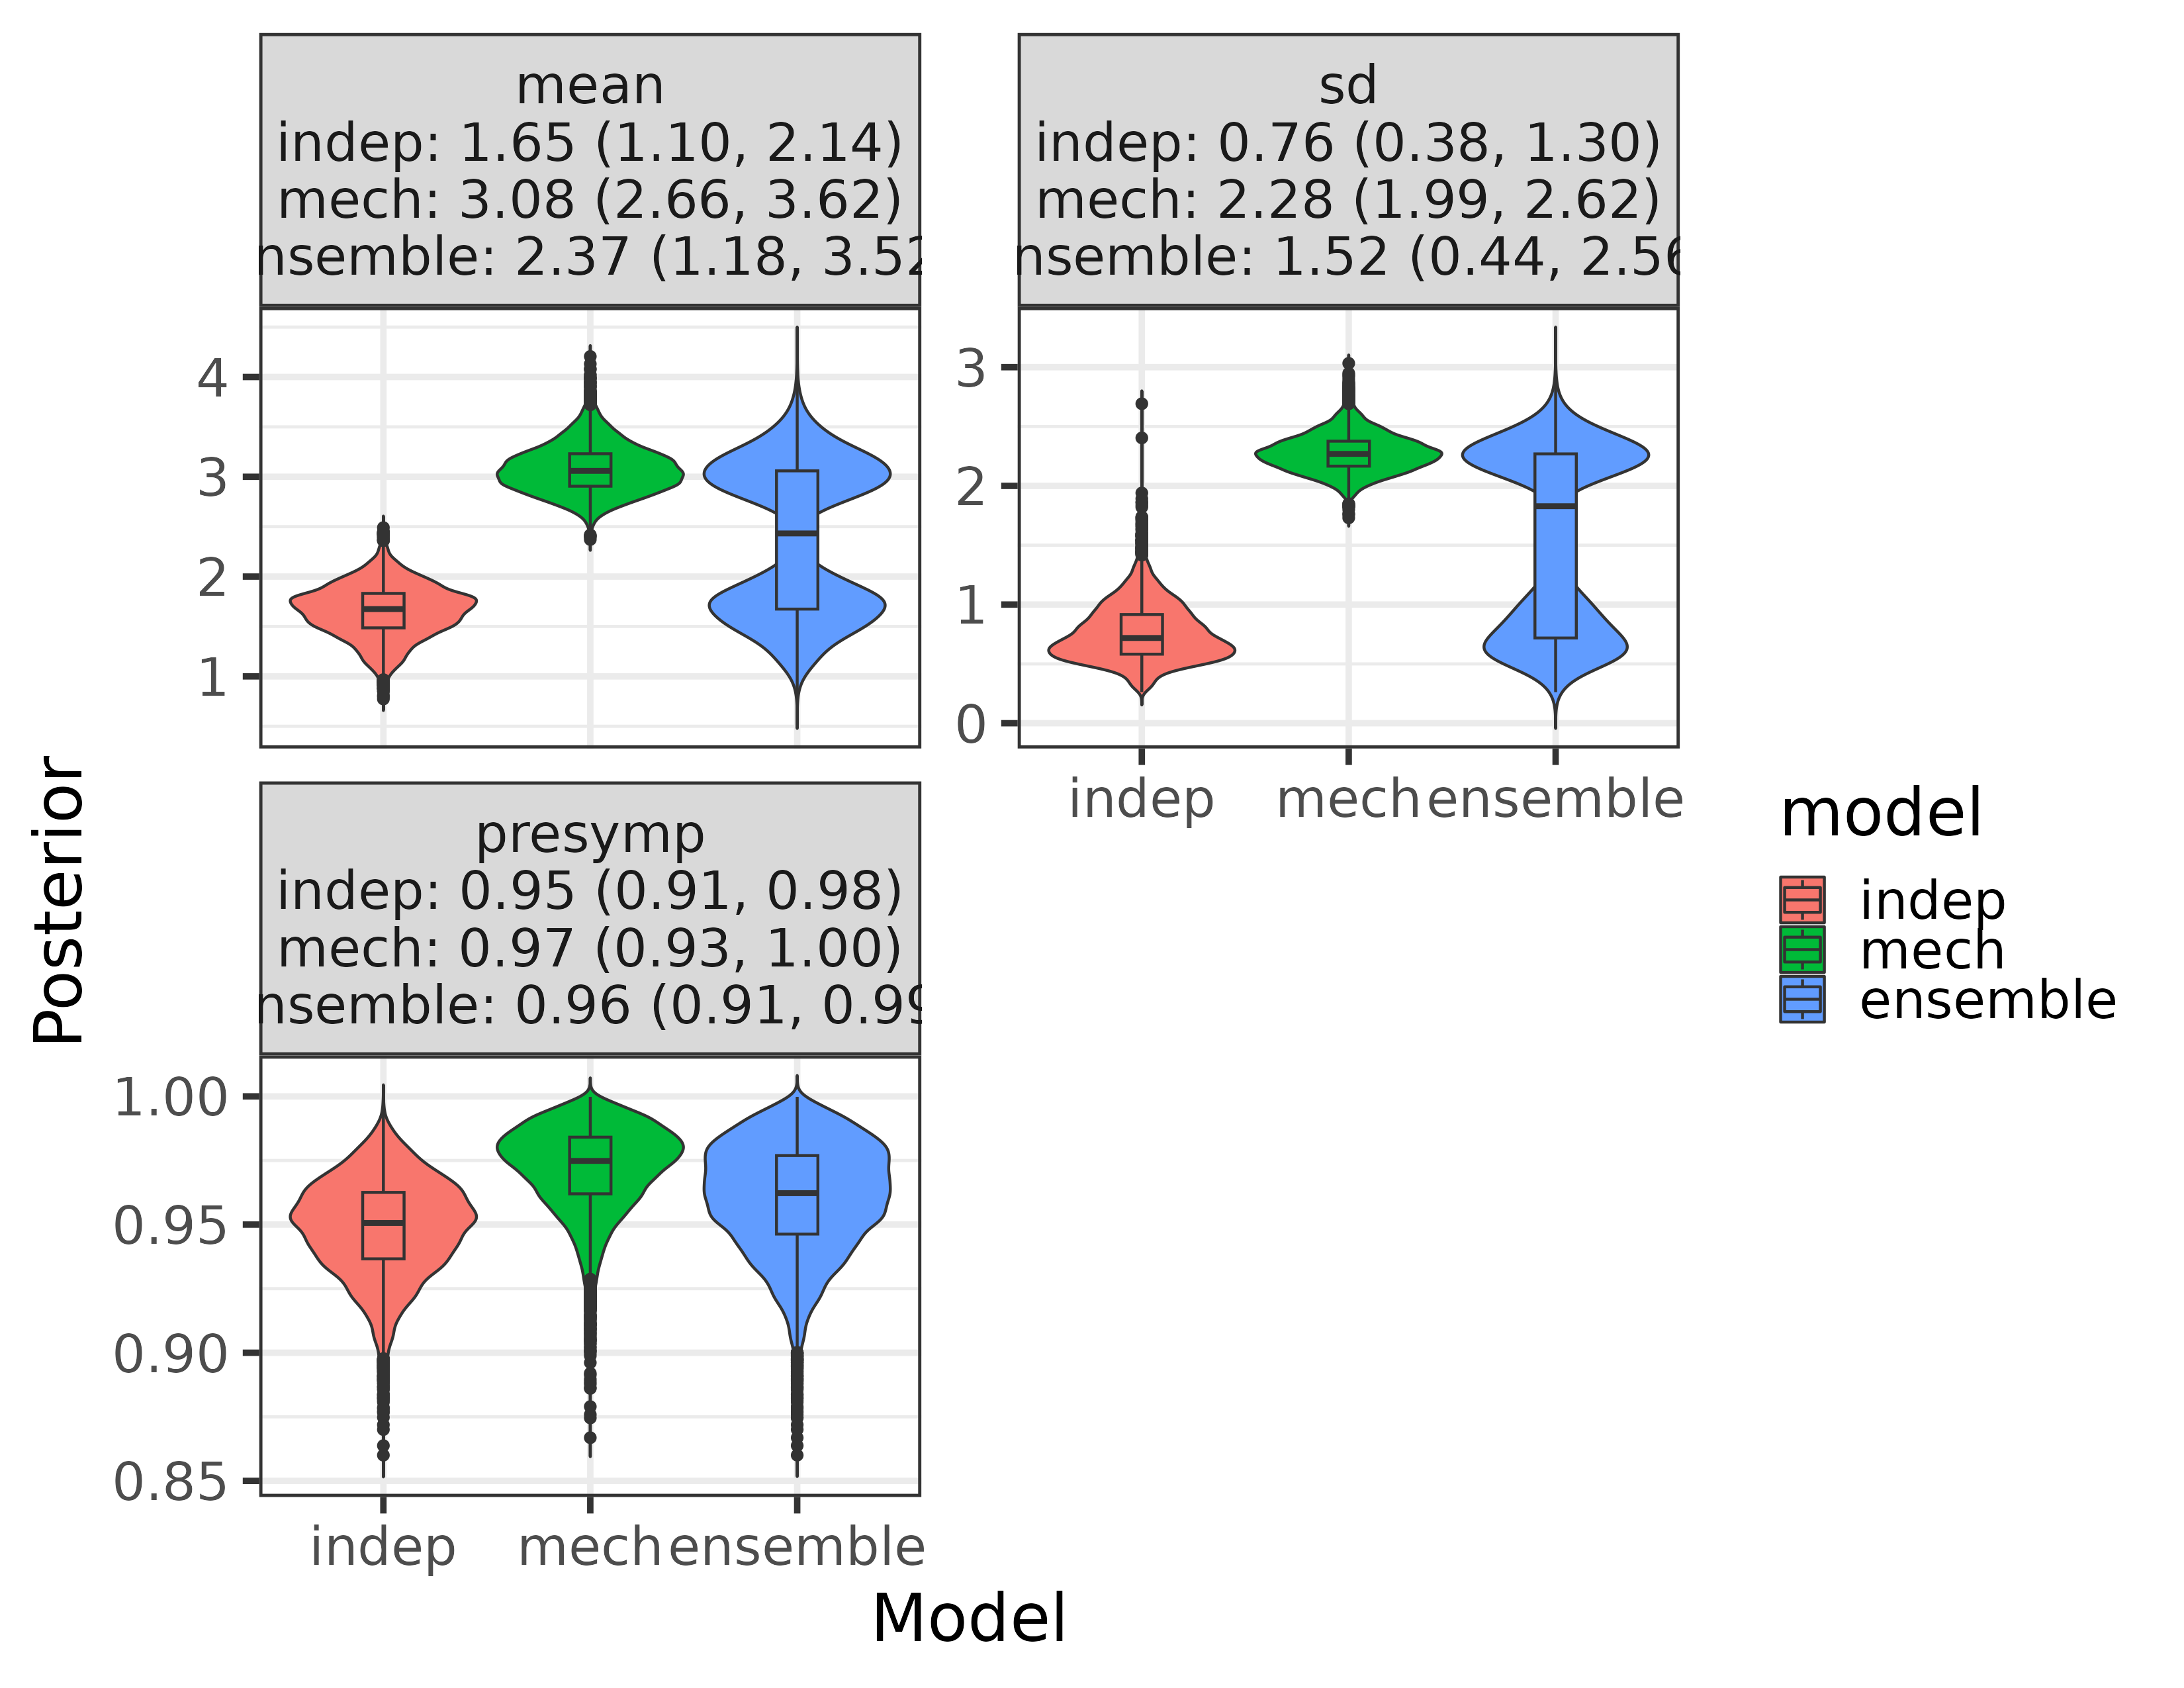 mean
indep: 1.65 (1.10, 2.14)
mech: 3.08 (2.66, 3.62)
nsemble: 2.37 (1.18, 3.52
sd
indep: 0.76 (0.38, 1.30)
mech: 2.28 (1.99, 2.62)
nsemble: 1.52 (0.44, 2.56
4
3
2
1
3
2
1
0
indep mech ensemble
presymp
indep: 0.95 (0.91, 0.98)
mech: 0.97 (0.93, 1.00)
nsemble: 0.96 (0.91, 0.99
1.00
0.95
0.90
0.85
indep mech ensemble
Model
Posterior
model
indep
mech
ensemble